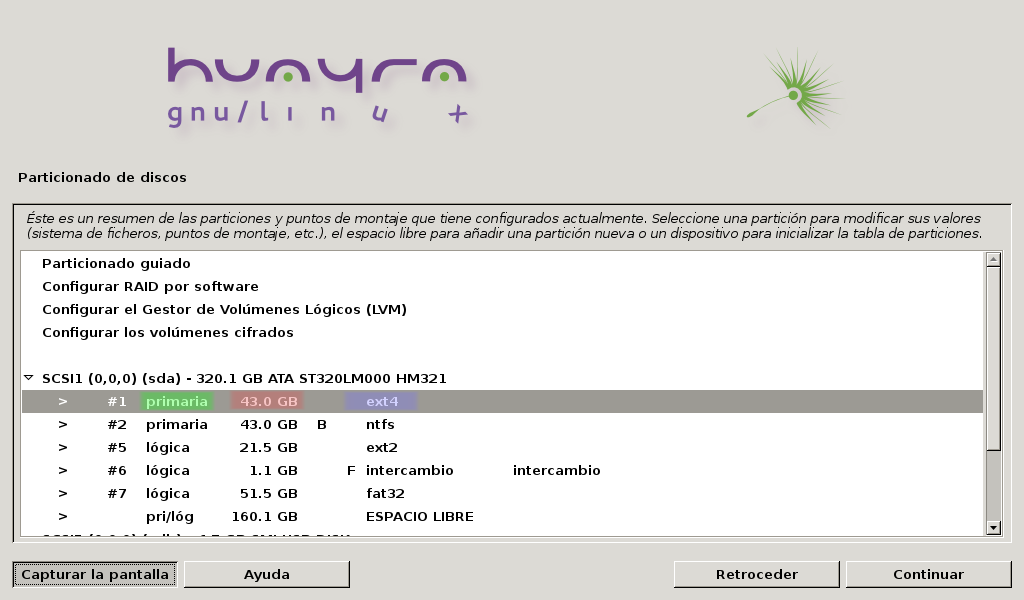 huayra
gnu/linux
Particionado de discos
Éste es un resumen de las particiones y puntos de montaje que tiene configurados actualmente. Seleccione una partición para modificar sus valores
(sistema de ficheros, puntos de montaje, etc.), el espacio libre para añadir una partición nueva o un dispositivo para inicializar la tabla de particiones.
Particionado guiado
Configurar RAID por software
Configurar el Gestor de Volúmenes Lógicos (LVM)
Configurar los volúmenes cifrados
SCSI1 (0,0,0) (sda) - 320.1 GB ATA ST320LM000 HM321
> #1 primaria 43.0 GB ext4
> #2 primaria 43.0 GB B ntfs
> #5 lógica 21.5 GB ext2
> #6 lógica 1.1 GB F intercambio intercambio
> #7 lógica 51.5 GB fat32
> pri/lóg 160.1 GB ESPACIO LIBRE
Capturar la pantalla Ayuda Retroceder Continuar